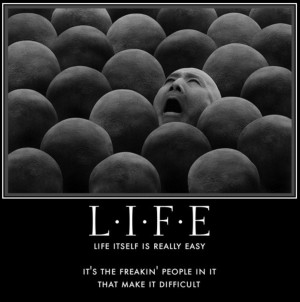 L·I·F·E
LIFE ITSELF IS REALLY EASY
IT'S THE FREAKIN' PEOPLE IN IT
THAT MAKE IT DIFFICULT